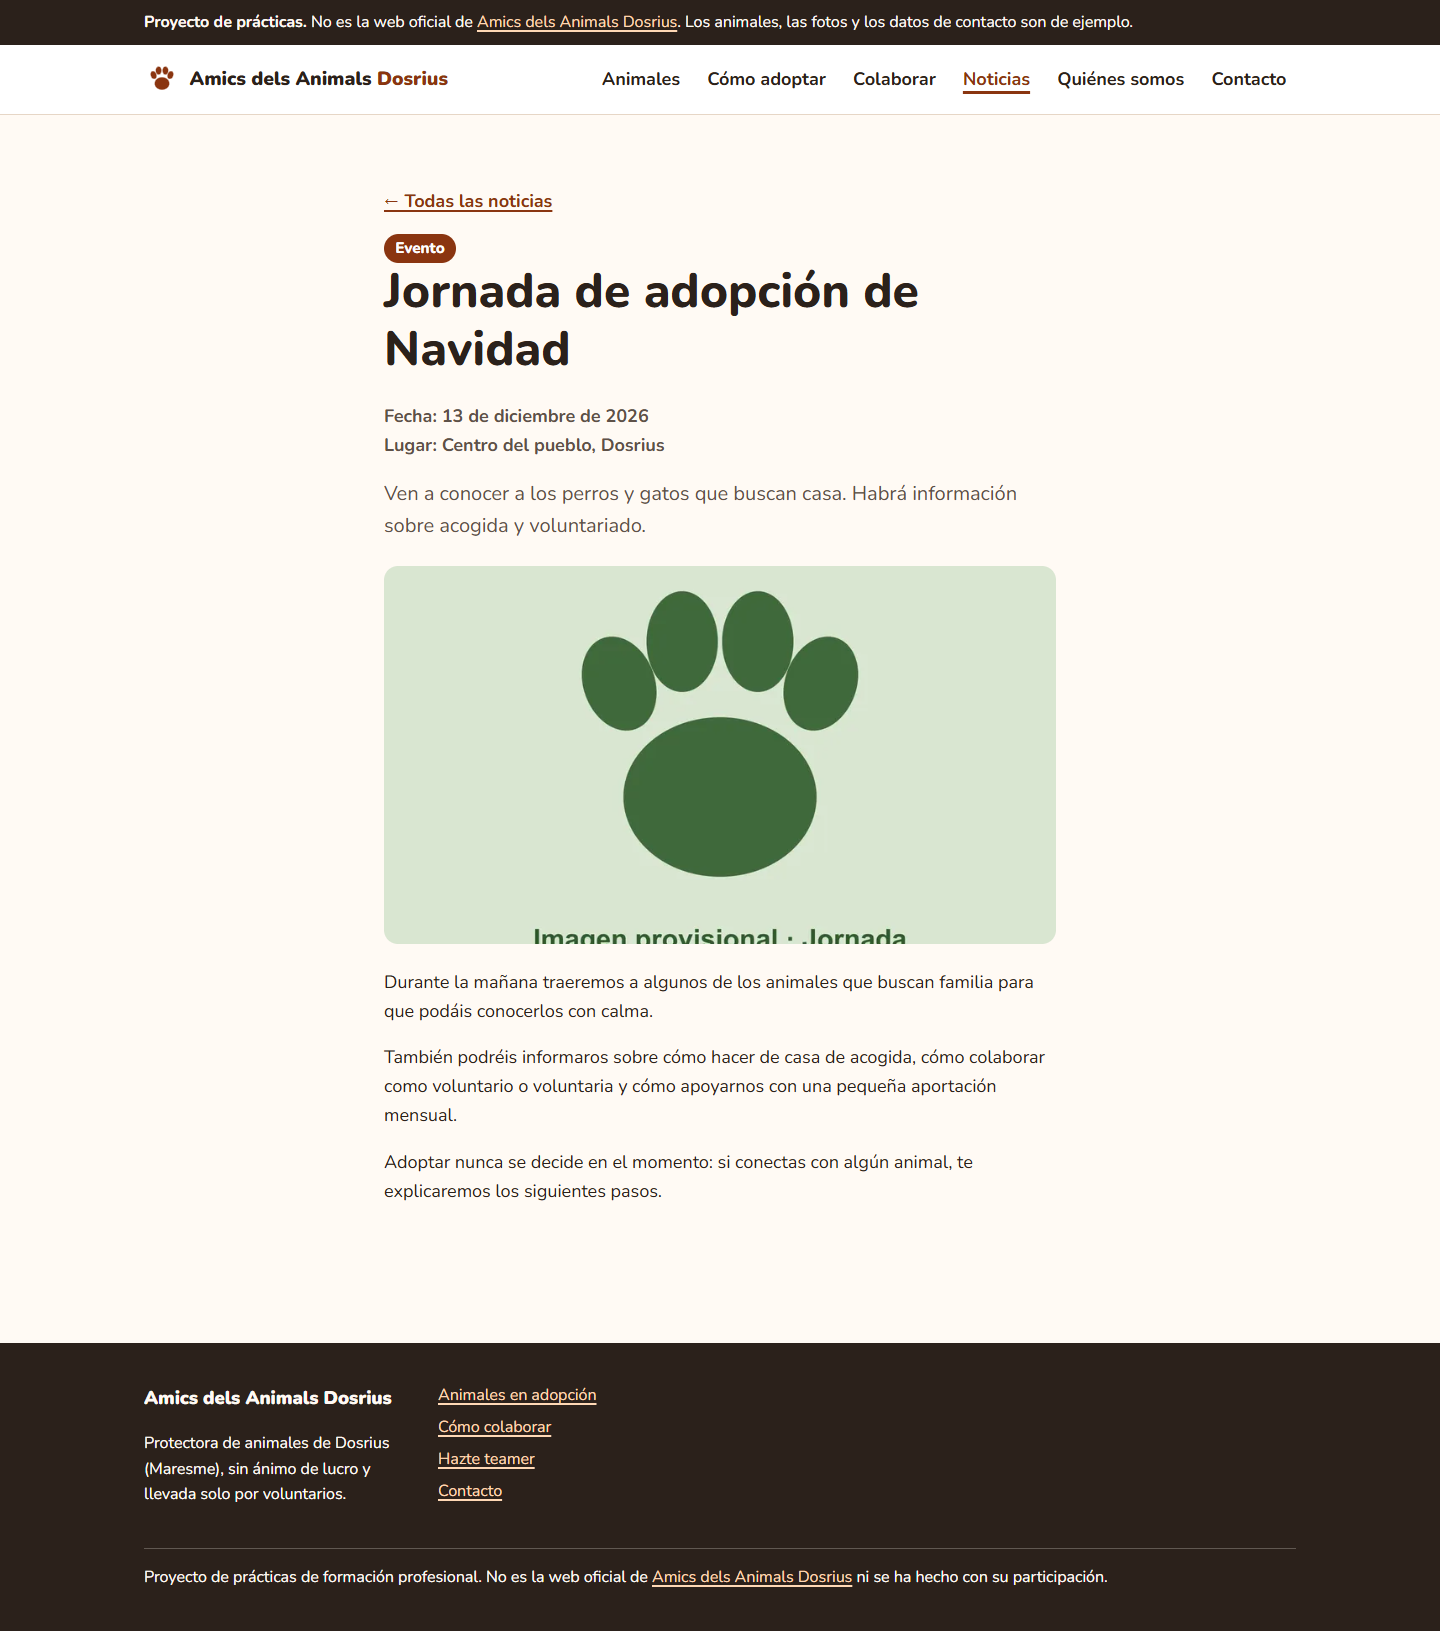 Proyecto de prácticas. No es la web oficial de Amics dels Animals Dosrius. Los animales, las fotos y los datos de contacto son de ejemplo.
Amics dels Animals Dosrius
Animales
Cómo adoptar
Colaborar
Noticias
Quiénes somos
Contacto
← Todas las noticias
Evento
Jornada de adopción de
Navidad
Fecha: 13 de diciembre de 2026
Lugar: Centro del pueblo, Dosrius
Ven a conocer a los perros y gatos que buscan casa. Habrá información
sobre acogida y voluntariado.
Imagen provisional · Jornada
Durante la mañana traeremos a algunos de los animales que buscan familia para
que podáis conocerlos con calma.
También podréis informaros sobre cómo hacer de casa de acogida, cómo colaborar
como voluntario o voluntaria y cómo apoyarnos con una pequeña aportación
mensual.
Adoptar nunca se decide en el momento: si conectas con algún animal, te
explicaremos los siguientes pasos.
Amics dels Animals Dosrius
Protectora de animales de Dosrius
(Maresme), sin ánimo de lucro y
llevada solo por voluntarios.
Animales en adopción
Cómo colaborar
Hazte teamer
Contacto
Proyecto de prácticas de formación profesional. No es la web oficial de Amics dels Animals Dosrius ni se ha hecho con su participación.